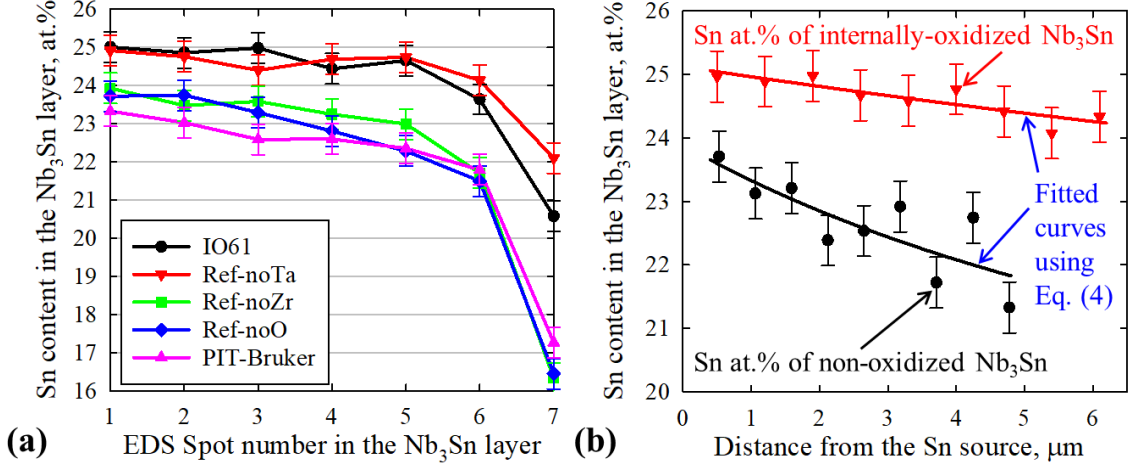 Sn content in the Nb₃Sn layer, at.%
26
25
24
23
22
21
20
19
18
17
16
IO61
Ref-noTa
Ref-noZr
Ref-noO
PIT-Bruker
1 2 3 4 5 6 7
EDS Spot number in the Nb₃Sn layer
(a)
Sn content in the Nb₃Sn layer, at.%
26
25
24
23
22
21
20
Sn at.% of internally-oxidized Nb₃Sn
Fitted
curves
using
Eq. (4)
Sn at.% of non-oxidized Nb₃Sn
0 1 2 3 4 5 6
Distance from the Sn source, μm
(b)